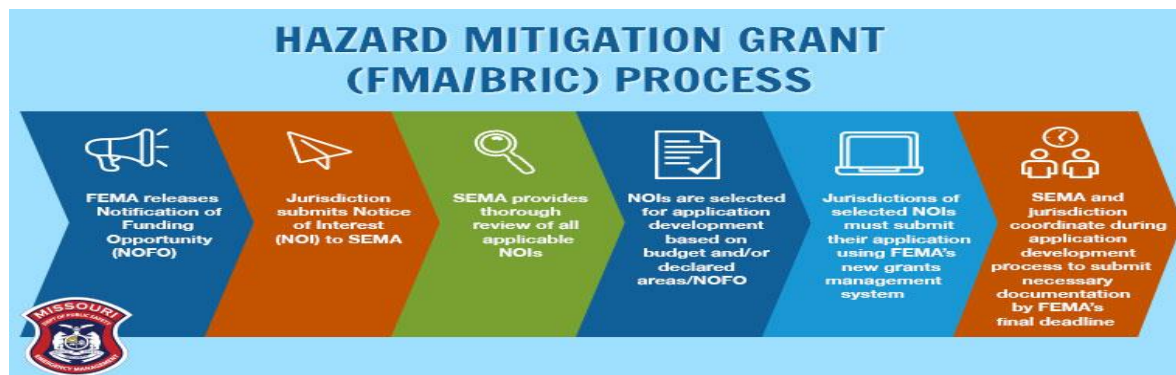 HAZARD MITIGATION GRANT
(FMA/BRIC) PROCESS
FEMA releases
Notification of
Funding
Opportunity
(NOFO)
Jurisdiction
submits Notice
of Interest
(NOI) to SEMA
SEMA provides
thorough
review of all
applicable
NOIs
NOIs are selected
for application
development
based on
budget and/or
declared
areas/NOFO
Jurisdictions of
selected NOIs
must submit
their application
using FEMA's
new grants
management
system
SEMA and
jurisdiction
coordinate during
application
development
process to submit
necessary
documentation
by FEMA's
final deadline
MISSOURI
DEPT OF PUBLIC SAFETY
EMERGENCY MANAGEMENT